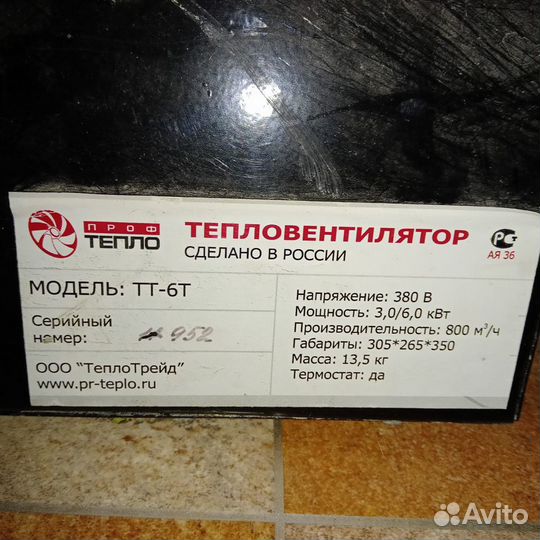 ПРОФ
ТЕПЛО
ТЕПЛОВЕНТИЛЯТОР
СДЕЛАНО В РОССИИ
РС
АЯ 36
МОДЕЛЬ: ТТ-6Т
Серийный
номер: 952
ООО "ТеплоТрейд"
www.pr-teplo.ru
Напряжение: 380 В
Мощность: 3,0/6,0 кВт
Производительность: 800 м³/ч
Габариты: 305*265*350
Масса: 13,5 кг
Термостат: да
Avito